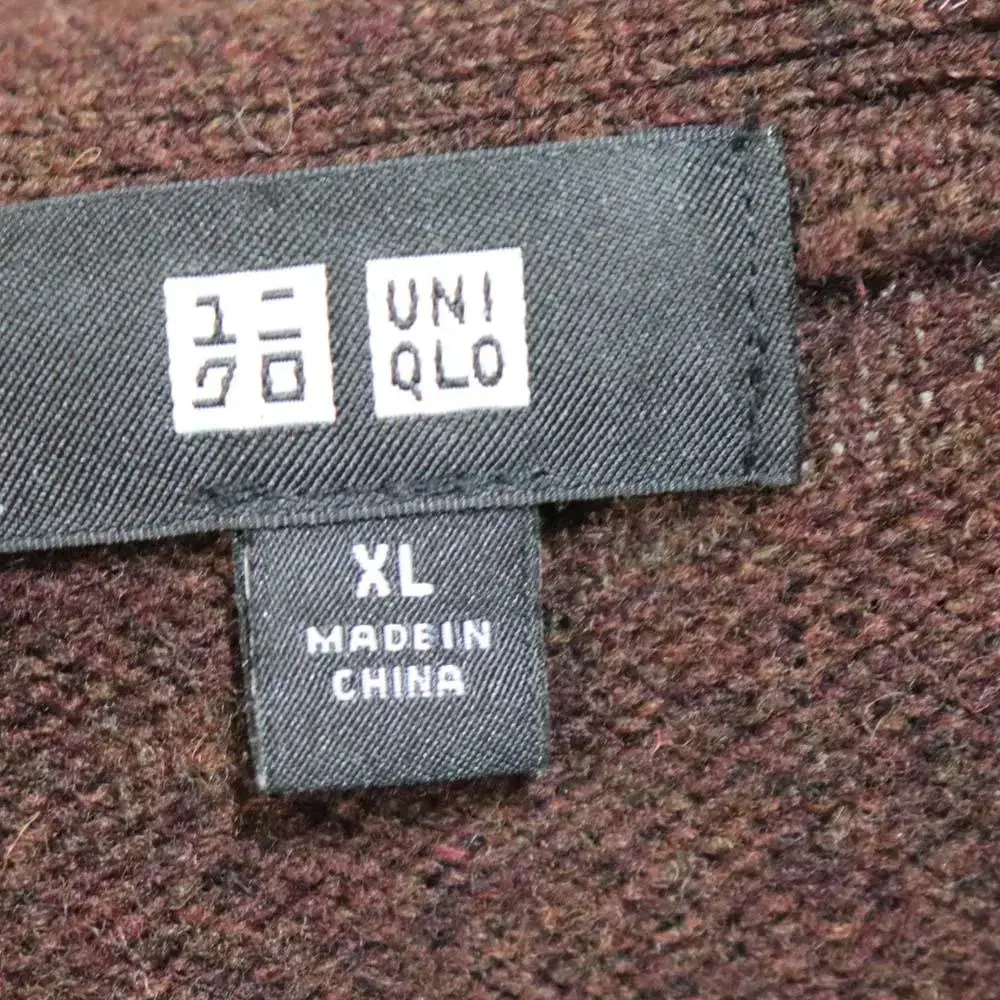 ユニ
クロ
UNI
QLO
XL
MADE IN
CHINA